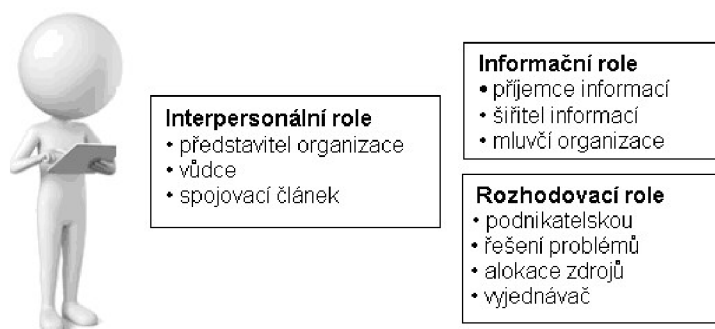 Interpersonální role
• představitel organizace
• vůdce
• spojovací článek
Informační role
• příjemce informací
• šiřitel informací
• mluvčí organizace
Rozhodovací role
• podnikatelskou
• řešení problémů
• alokace zdrojů
• vyjednávač